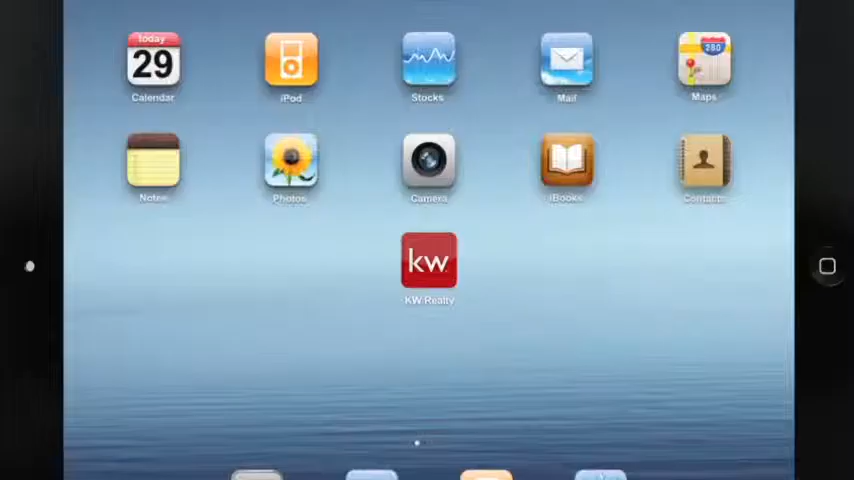 today
29
280
Calendar
iPod
Stocks
Mail
Maps
Notes
Photos
Camera
iBooks
Contacts
kw
KW Realty